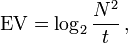 EV = log₂ N²/t ,